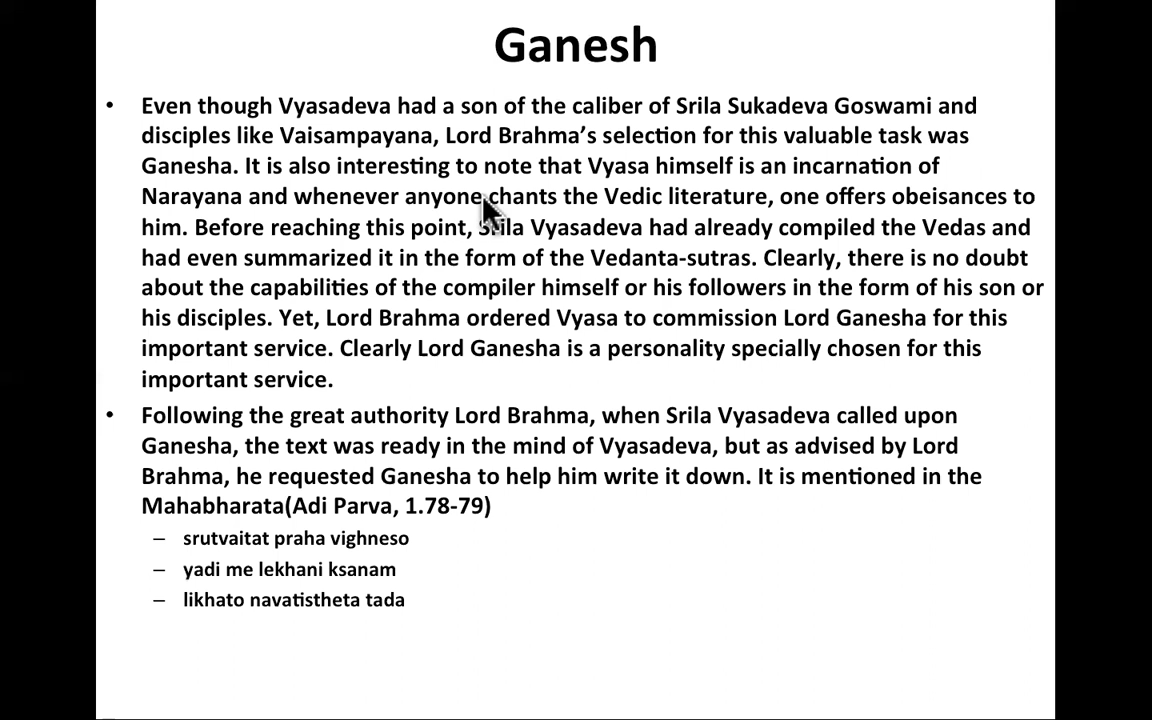 Ganesh
• Even though Vyasadeva had a son of the caliber of Srila Sukadeva Goswami and
disciples like Vaisampayana, Lord Brahma's selection for this valuable task was
Ganesha. It is also interesting to note that Vyasa himself is an incarnation of
Narayana and whenever anyone chants the Vedic literature, one offers obeisances to
him. Before reaching this point, Srila Vyasadeva had already compiled the Vedas and
had even summarized it in the form of the Vedanta-sutras. Clearly, there is no doubt
about the capabilities of the compiler himself or his followers in the form of his son or
his disciples. Yet, Lord Brahma ordered Vyasa to commission Lord Ganesha for this
important service. Clearly Lord Ganesha is a personality specially chosen for this
important service.
• Following the great authority Lord Brahma, when Srila Vyasadeva called upon
Ganesha, the text was ready in the mind of Vyasadeva, but as advised by Lord
Brahma, he requested Ganesha to help him write it down. It is mentioned in the
Mahabharata(Adi Parva, 1.78-79)
– srutvaitat praha vighneso
– yadi me lekhani ksanam
– likhato navatistheta tada